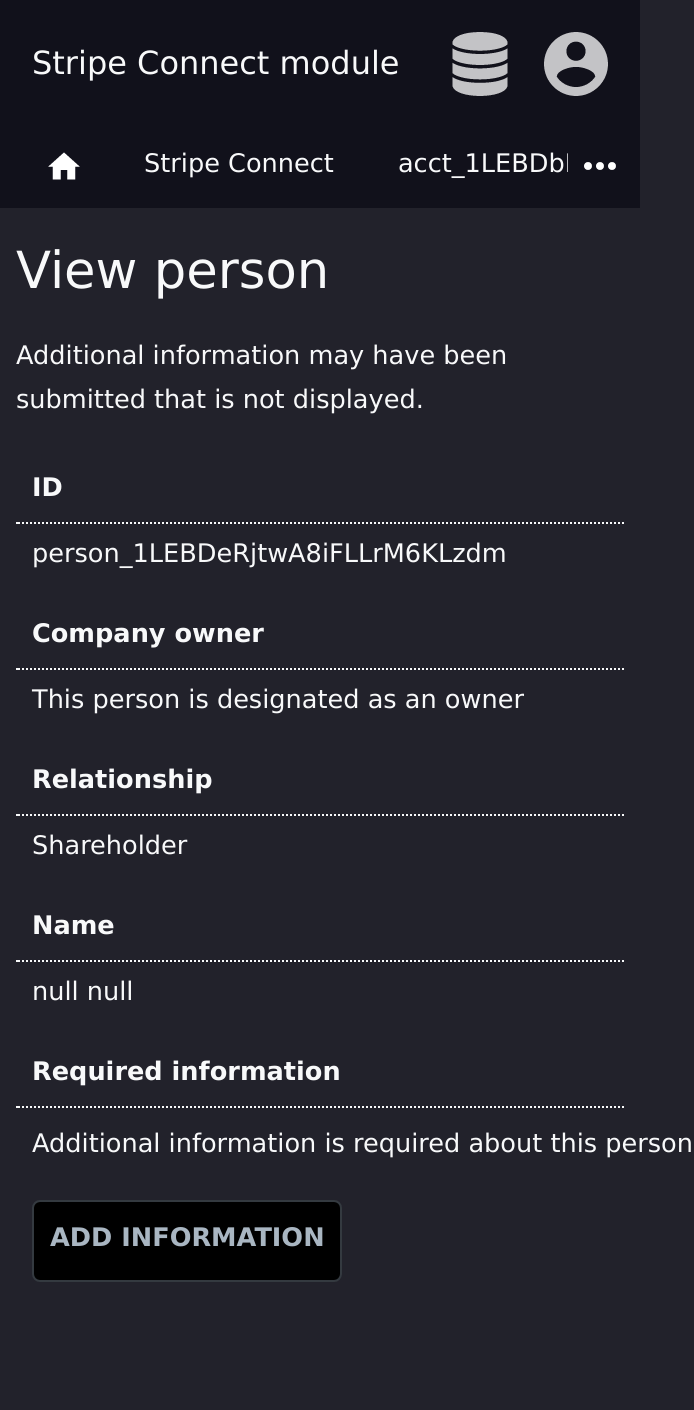 Stripe Connect module
Stripe Connect
acct_1LEBDb
View person
Additional information may have been
submitted that is not displayed.
ID
person_1LEBDeRjtwA8iFLLrM6KLzdm
Company owner
This person is designated as an owner
Relationship
Shareholder
Name
null null
Required information
Additional information is required about this person
ADD INFORMATION